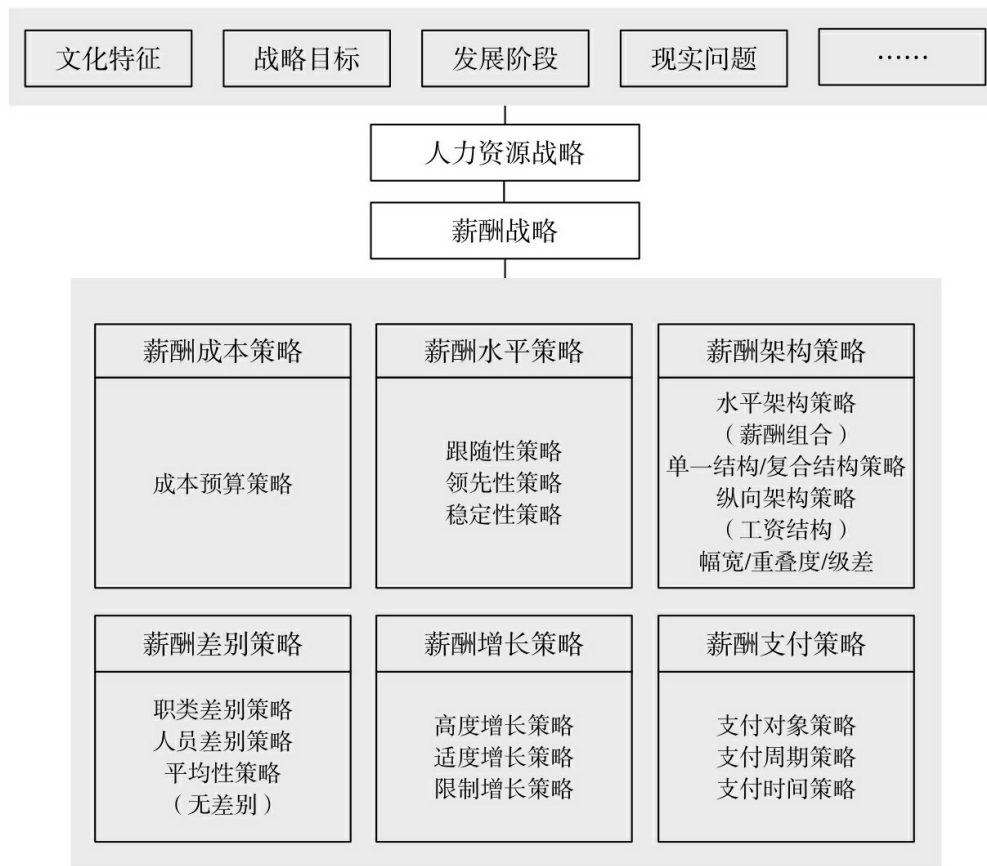 文化特征
战略目标
发展阶段
现实问题
……
人力资源战略
薪酬战略
薪酬成本策略
成本预算策略
薪酬水平策略
跟随性策略
领先性策略
稳定性策略
薪酬架构策略
水平架构策略
（薪酬组合）
单一结构/复合结构策略
纵向架构策略
（工资结构）
幅宽/重叠度/级差
薪酬差别策略
职类差别策略
人员差别策略
平均性策略
（无差别）
薪酬增长策略
高度增长策略
适度增长策略
限制增长策略
薪酬支付策略
支付对象策略
支付周期策略
支付时间策略